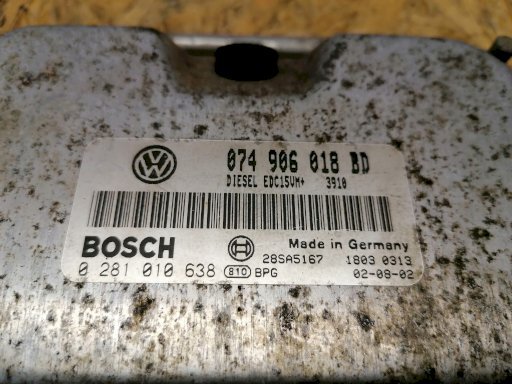 074 906 018 BD
DIESEL EDC15VM+ 3910
BOSCH
Made in Germany
28SA5167 1803 0313
0 281 010 638 810 BPG 02-08-02